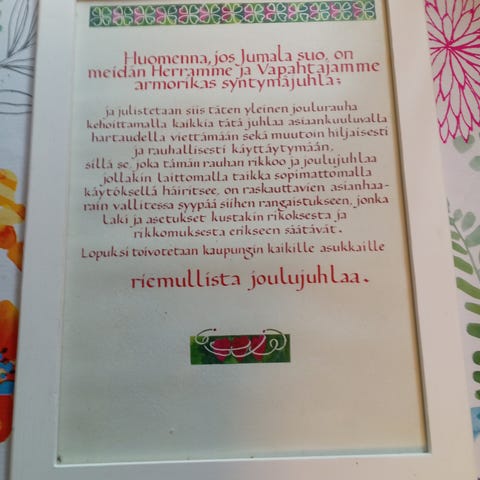 Huomenna, jos Jumala suo, on
meidän Herramme ja Vapahtajamme
armorikas syntymäjuhla;
ja julistetaan siis täten yleinen joulurauha
kehoittamalla kaikkia tätä juhlaa asiaankuuluvalla
hartaudella viettämään sekä muutoin hiljaisesti
ja rauhallisesti käyttäytymään,
sillä se, joka tämän rauhan rikkoo ja joulujuhlaa
jollakin laittomalla taikka sopimattomalla
käytöksellä häiritsee, on raskauttavien asianhaa-
rain vallitessa syypää siihen rangaistukseen, jonka
laki ja asetukset kustakin rikoksesta ja
rikkomuksesta erikseen säätävät.
Lopuksi toivotetaan kaupungin kaikille asukkaille
riemullista joulujuhlaa.